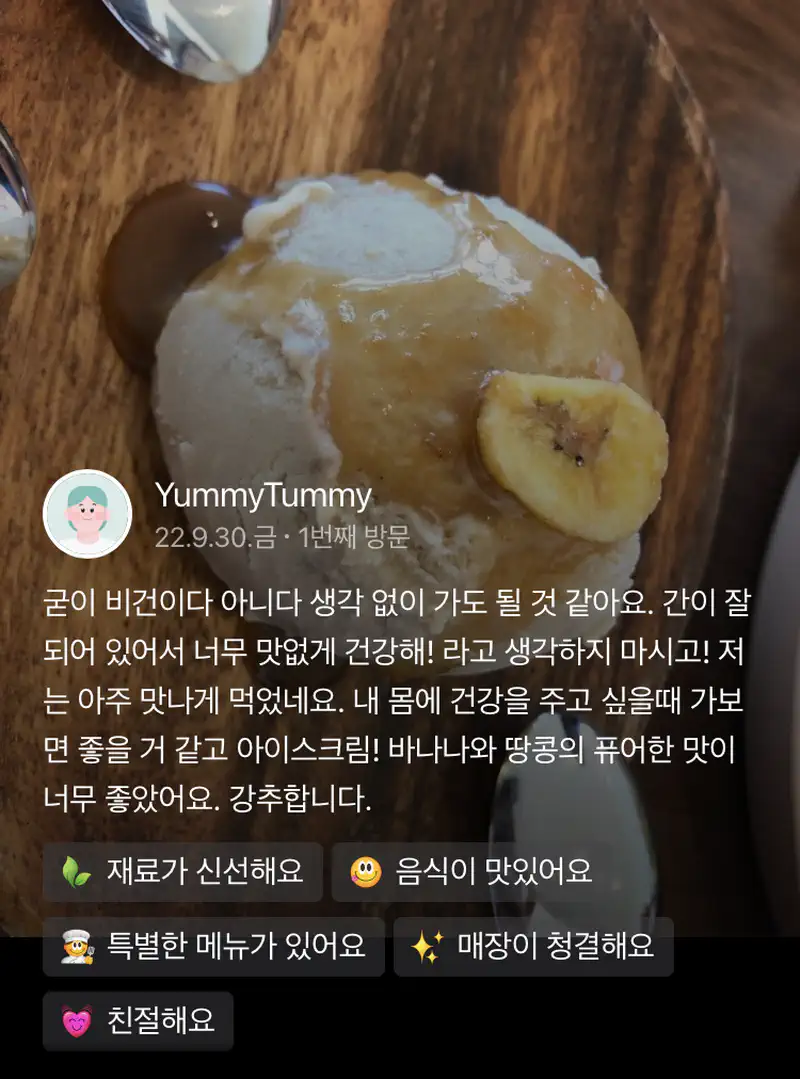 YummyTummy
22.9.30.금 · 1번째 방문
굳이 비건이다 아니다 생각 없이 가도 될 것 같아요. 간이 잘
되어 있어서 너무 맛없게 건강해! 라고 생각하지 마시고! 저
는 아주 맛나게 먹었네요. 내 몸에 건강을 주고 싶을때 가보
면 좋을 거 같고 아이스크림! 바나나와 땅콩의 퓨어한 맛이
너무 좋았어요. 강추합니다.
재료가 신선해요 음식이 맛있어요
특별한 메뉴가 있어요 매장이 청결해요
친절해요